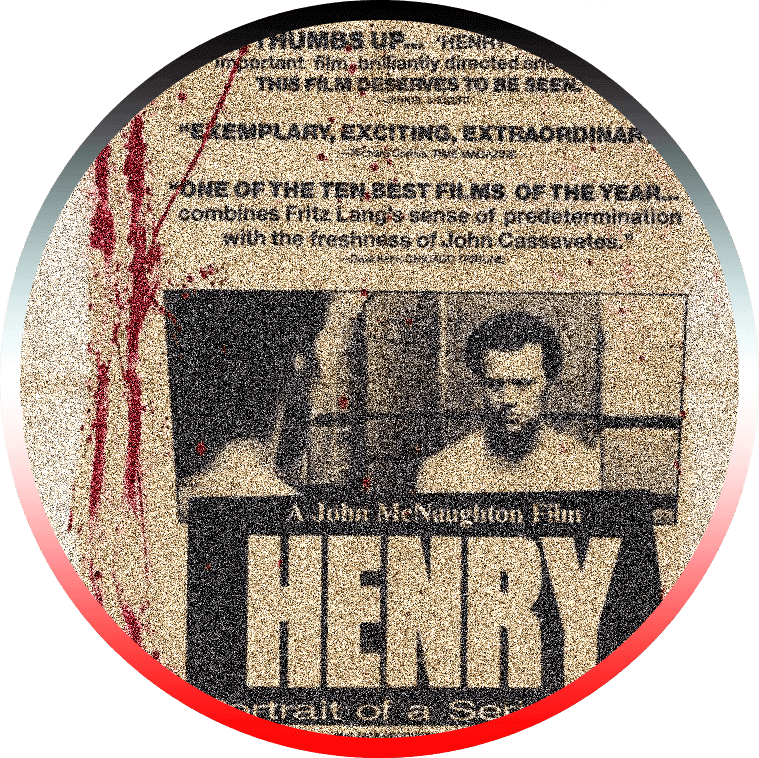 THUMBS UP... "HENRY
important film, brilliantly directed and
THIS FILM DESERVES TO BE SEEN.
"EXEMPLARY, EXCITING, EXTRAORDINAR
"ONE OF THE TEN BEST FILMS OF THE YEAR...
combines Fritz Lang's sense of predetermination
with the freshness of John Cassavetes."
A John McNaughton Film
HENRY
ortrait of a Ser